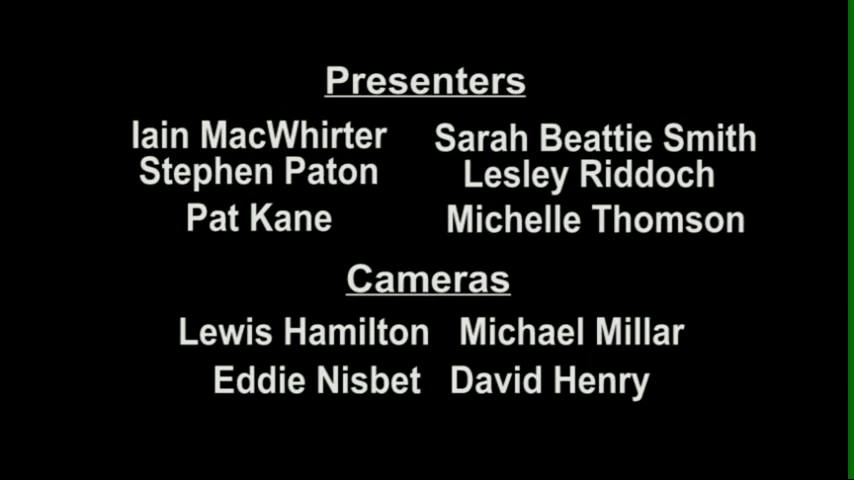 Presenters
Iain MacWhirter Sarah Beattie Smith
Stephen Paton Lesley Riddoch
Pat Kane Michelle Thomson
Cameras
Lewis Hamilton Michael Millar
Eddie Nisbet David Henry